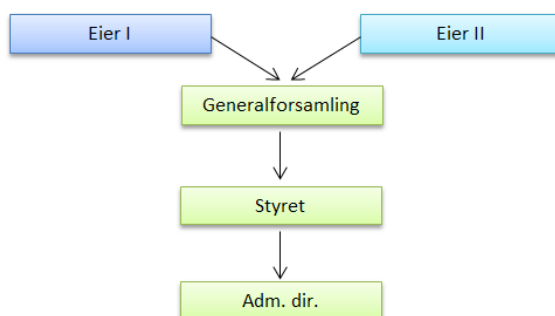 Eier I
Eier II
Generalforsamling
Styret
Adm. dir.